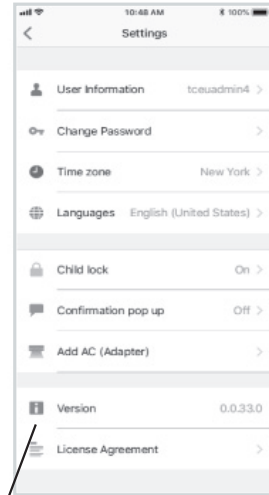 10:48 AM 100%
Settings
User Information tceuadmin4
Change Password
Time zone New York
Languages English (United States)
Child lock On
Confirmation pop up Off
Add AC (Adapter)
Version 0.0.33.0
License Agreement